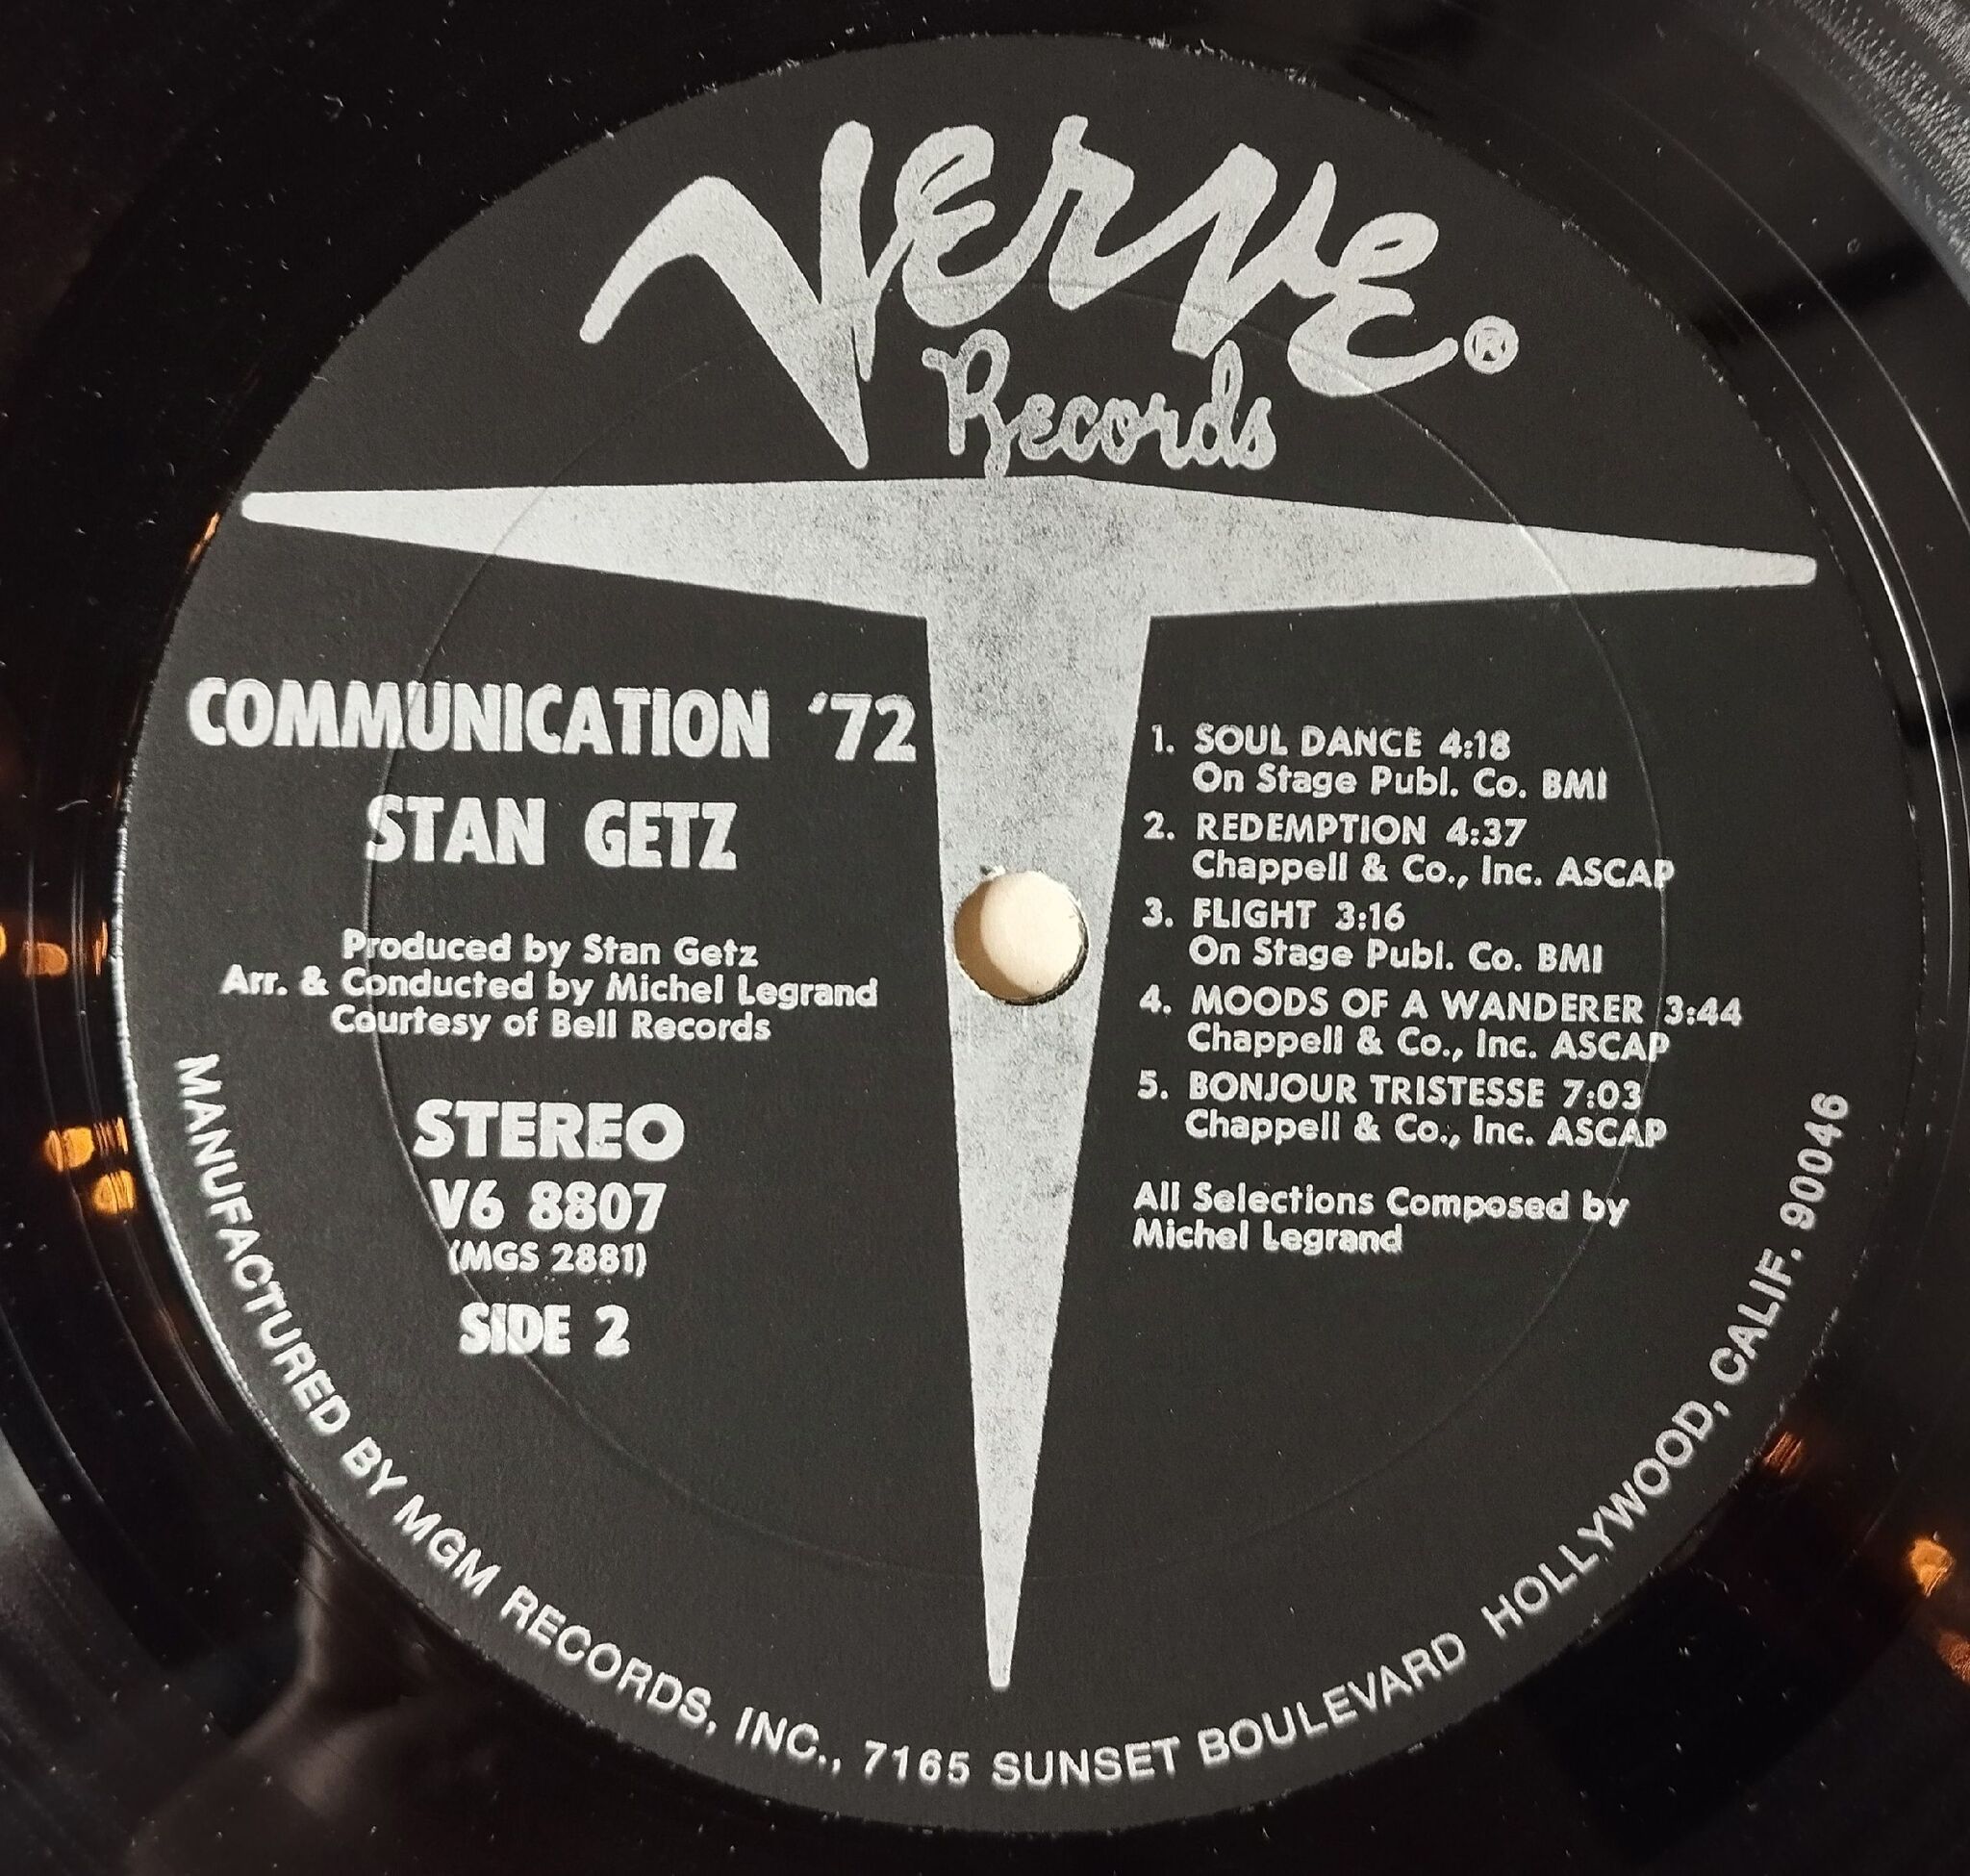 Verve®
Records
COMMUNICATION '72
STAN GETZ
Produced by Stan Getz
Arr. & Conducted by Michel Legrand
Courtesy of Bell Records
STEREO
V6 8807
(MGS 2881)
SIDE 2
1. SOUL DANCE 4:18
On Stage Publ. Co. BMI
2. REDEMPTION 4:37
Chappell & Co., Inc. ASCAP
3. FLIGHT 3:16
On Stage Publ. Co. BMI
4. MOODS OF A WANDERER 3:44
Chappell & Co., Inc. ASCAP
5. BONJOUR TRISTESSE 7:03
Chappell & Co., Inc. ASCAP
All Selections Composed by
Michel Legrand
MANUFACTURED BY MGM RECORDS, INC., 7165 SUNSET BOULEVARD HOLLYWOOD, CALIF. 90046